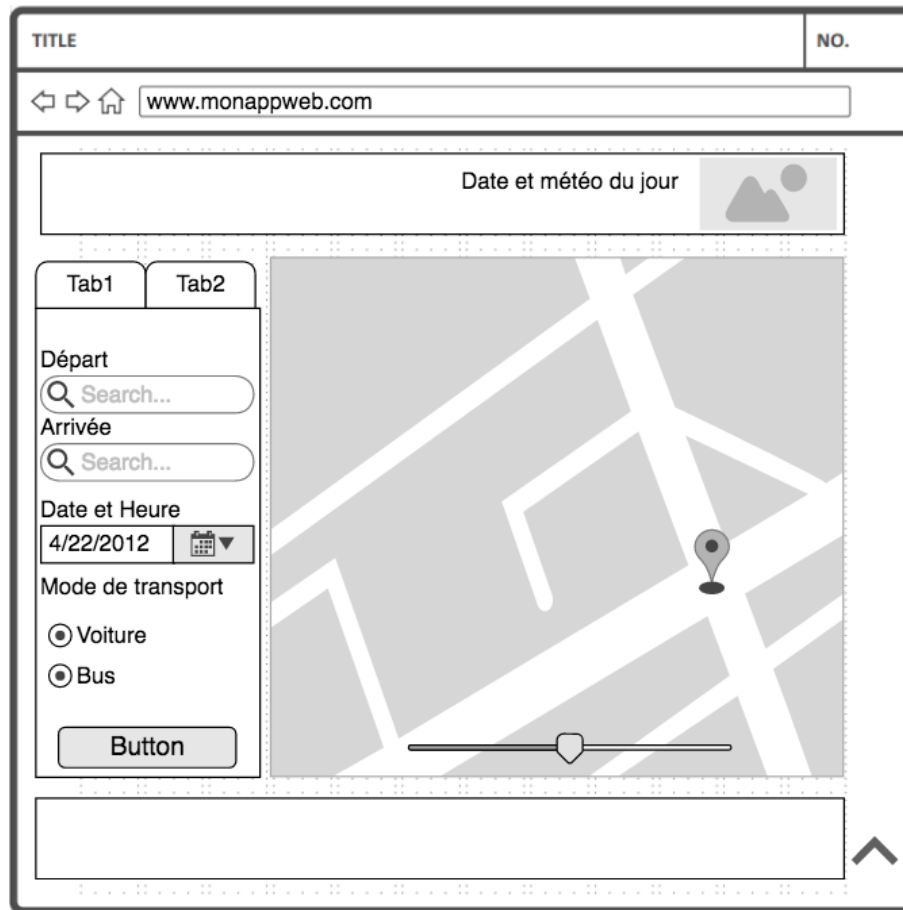 TITLE
NO.
www.monappweb.com
Date et météo du jour
Tab1
Tab2
Départ
Search...
Arrivée
Search...
Date et Heure
4/22/2012
Mode de transport
Voiture
Bus
Button